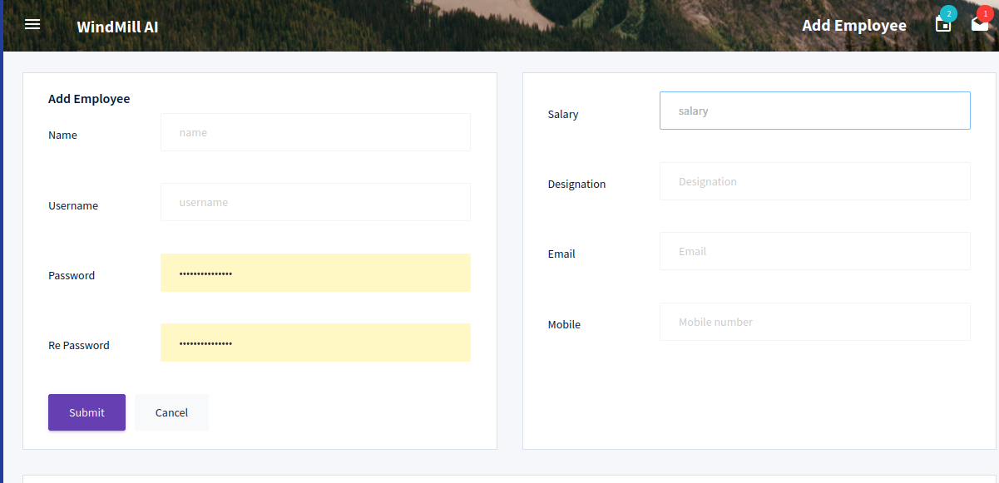 WindMill AI
Add Employee
2
1
Add Employee
Name
name
Username
username
Password
••••••••••••••
Re Password
••••••••••••••
Submit
Cancel
Salary
salary
Designation
Designation
Email
Email
Mobile
Mobile number